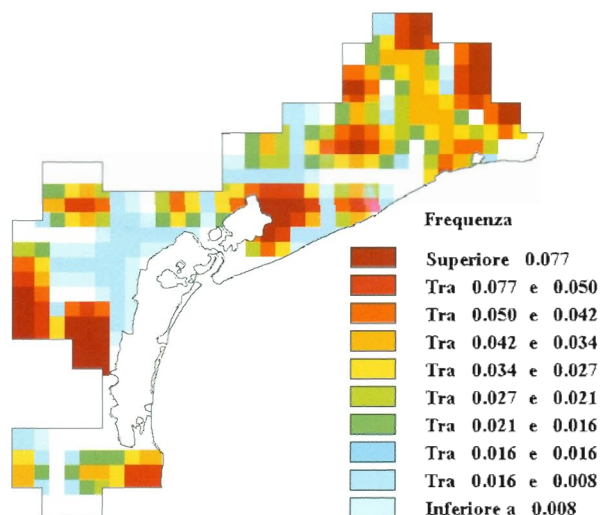 Frequenza
Superiore 0.077
Tra 0.077 e 0.050
Tra 0.050 e 0.042
Tra 0.042 e 0.034
Tra 0.034 e 0.027
Tra 0.027 e 0.021
Tra 0.021 e 0.016
Tra 0.016 e 0.016
Tra 0.016 e 0.008
Inferiore a 0.008